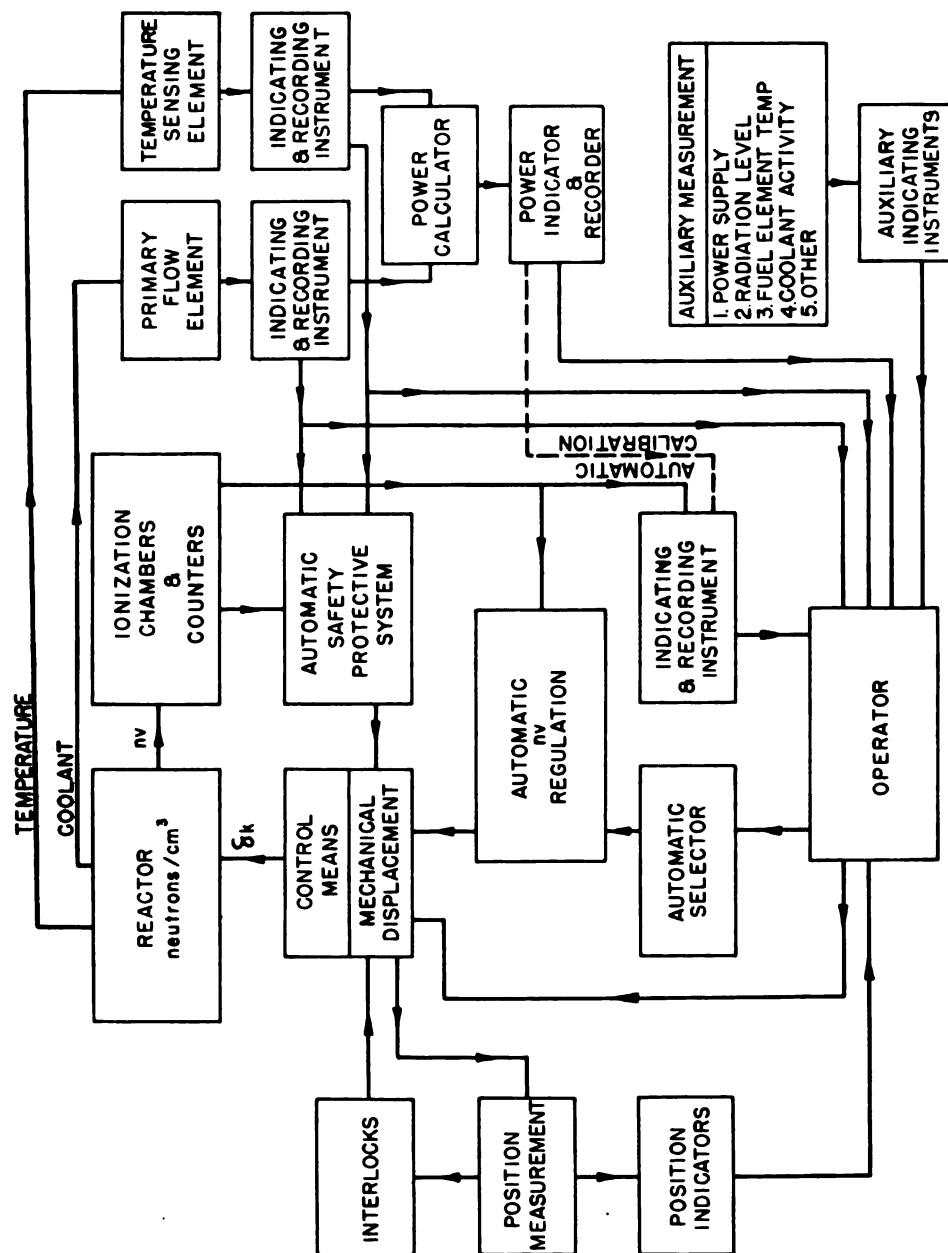 TEMPERATURE
COOLANT
REACTOR
neutrons/cm³
nv
IONIZATION
CHAMBERS
&
COUNTERS
PRIMARY
FLOW
ELEMENT
TEMPERATURE
SENSING
ELEMENT
δk
CONTROL
MEANS
MECHANICAL
DISPLACEMENT
AUTOMATIC
SAFETY
PROTECTIVE
SYSTEM
INDICATING
& RECORDING
INSTRUMENT
INDICATING
& RECORDING
INSTRUMENT
INTERLOCKS
POWER
CALCULATOR
POSITION
MEASUREMENT
AUTOMATIC
nv
REGULATION
AUTOMATIC
CALIBRATION
POWER
INDICATOR
&
RECORDER
POSITION
INDICATORS
AUTOMATIC
SELECTOR
INDICATING
& RECORDING
INSTRUMENT
AUXILIARY MEASUREMENT
1. POWER SUPPLY
2. RADIATION LEVEL
3. FUEL ELEMENT TEMP
4. COOLANT ACTIVITY
5. OTHER
OPERATOR
AUXILIARY
INDICATING
INSTRUMENTS